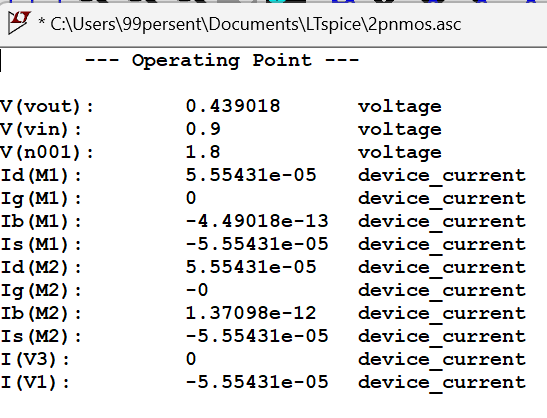 * C:\Users\99persent\Documents\LTspice\2pnmos.asc
--- Operating Point ---
V(vout): 0.439018 voltage
V(vin): 0.9 voltage
V(n001): 1.8 voltage
Id(M1): 5.55431e-05 device_current
Ig(M1): 0 device_current
Ib(M1): -4.49018e-13 device_current
Is(M1): -5.55431e-05 device_current
Id(M2): 5.55431e-05 device_current
Ig(M2): -0 device_current
Ib(M2): 1.37098e-12 device_current
Is(M2): -5.55431e-05 device_current
I(V3): 0 device_current
I(V1): -5.55431e-05 device_current